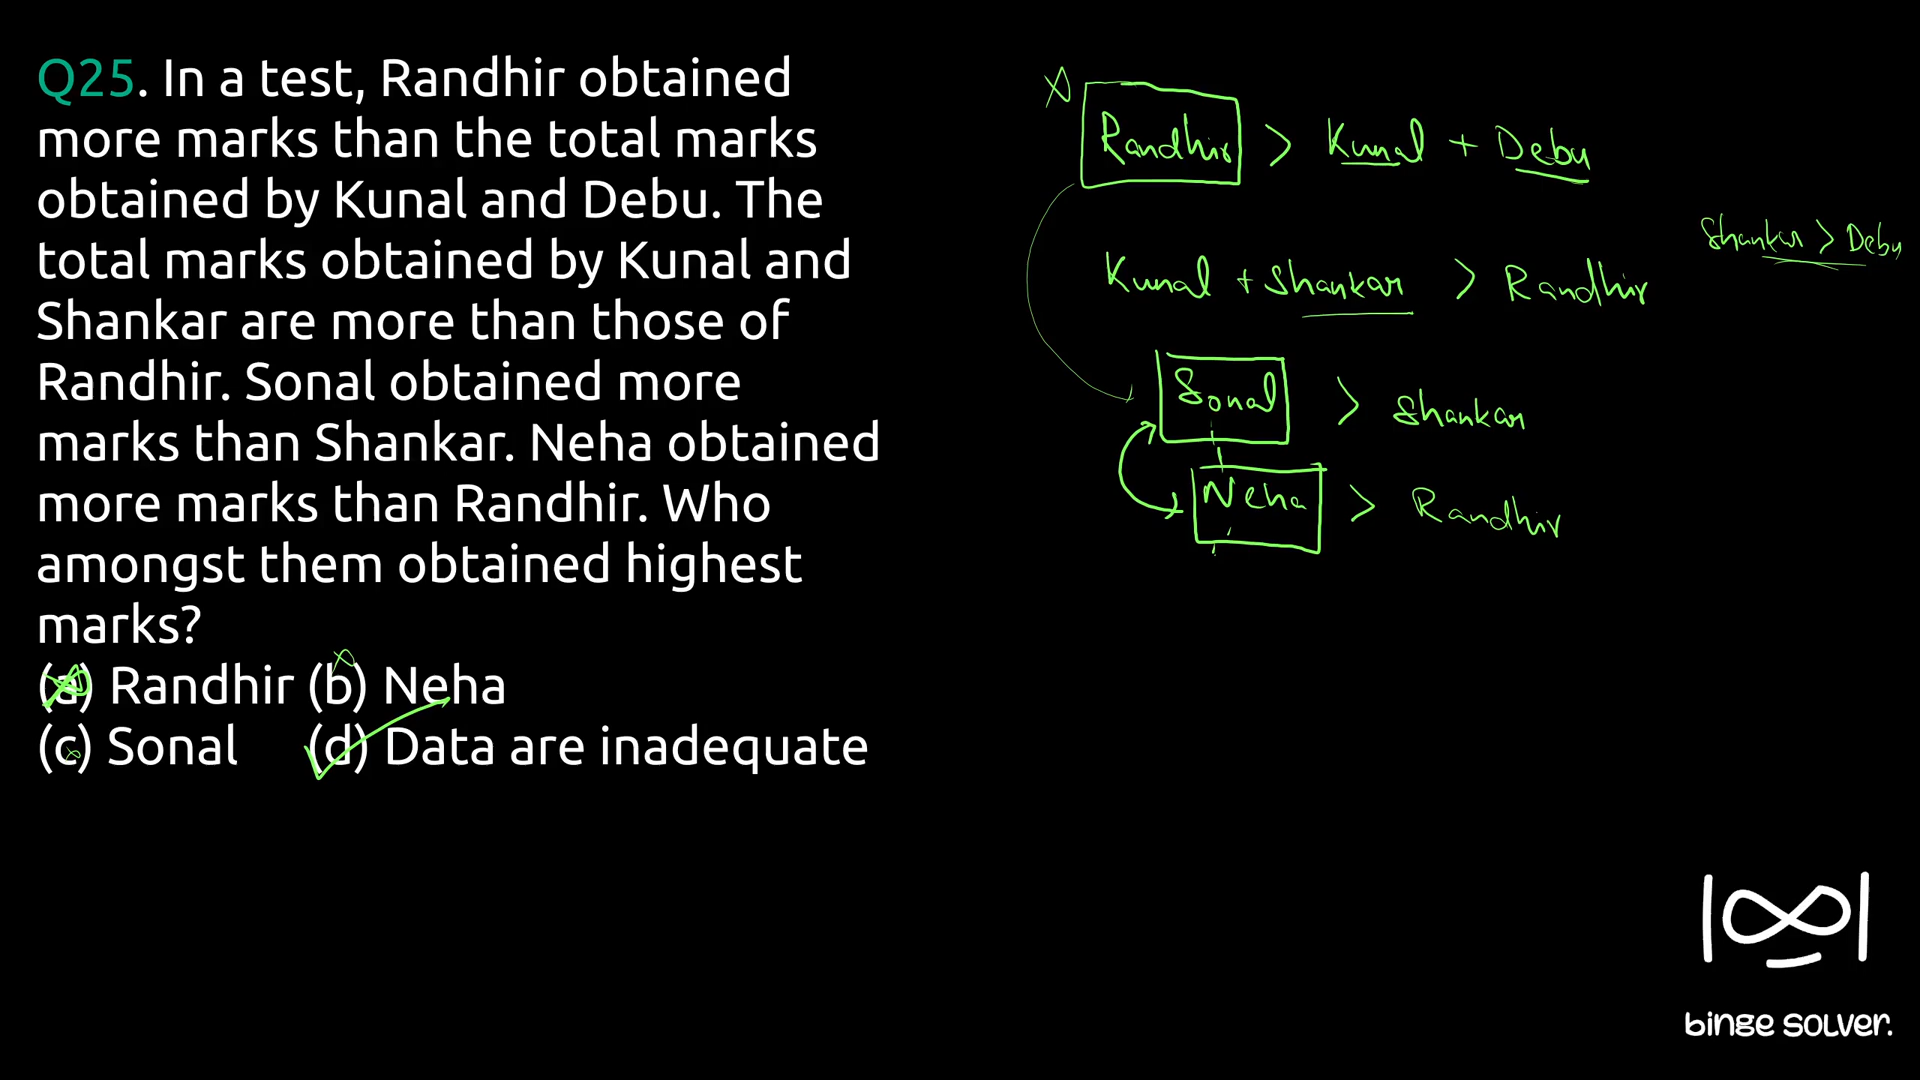 Q25. In a test, Randhir obtained
more marks than the total marks
obtained by Kunal and Debu. The
total marks obtained by Kunal and
Shankar are more than those of
Randhir. Sonal obtained more
marks than Shankar. Neha obtained
more marks than Randhir. Who
amongst them obtained highest
marks?
(a) Randhir (b) Neha
(c) Sonal (d) Data are inadequate
Randhir > Kunal + Debu
Shankar > Debu
Kunal + Shankar > Randhir
Sonal > Shankar
Neha > Randhir
binge solver.